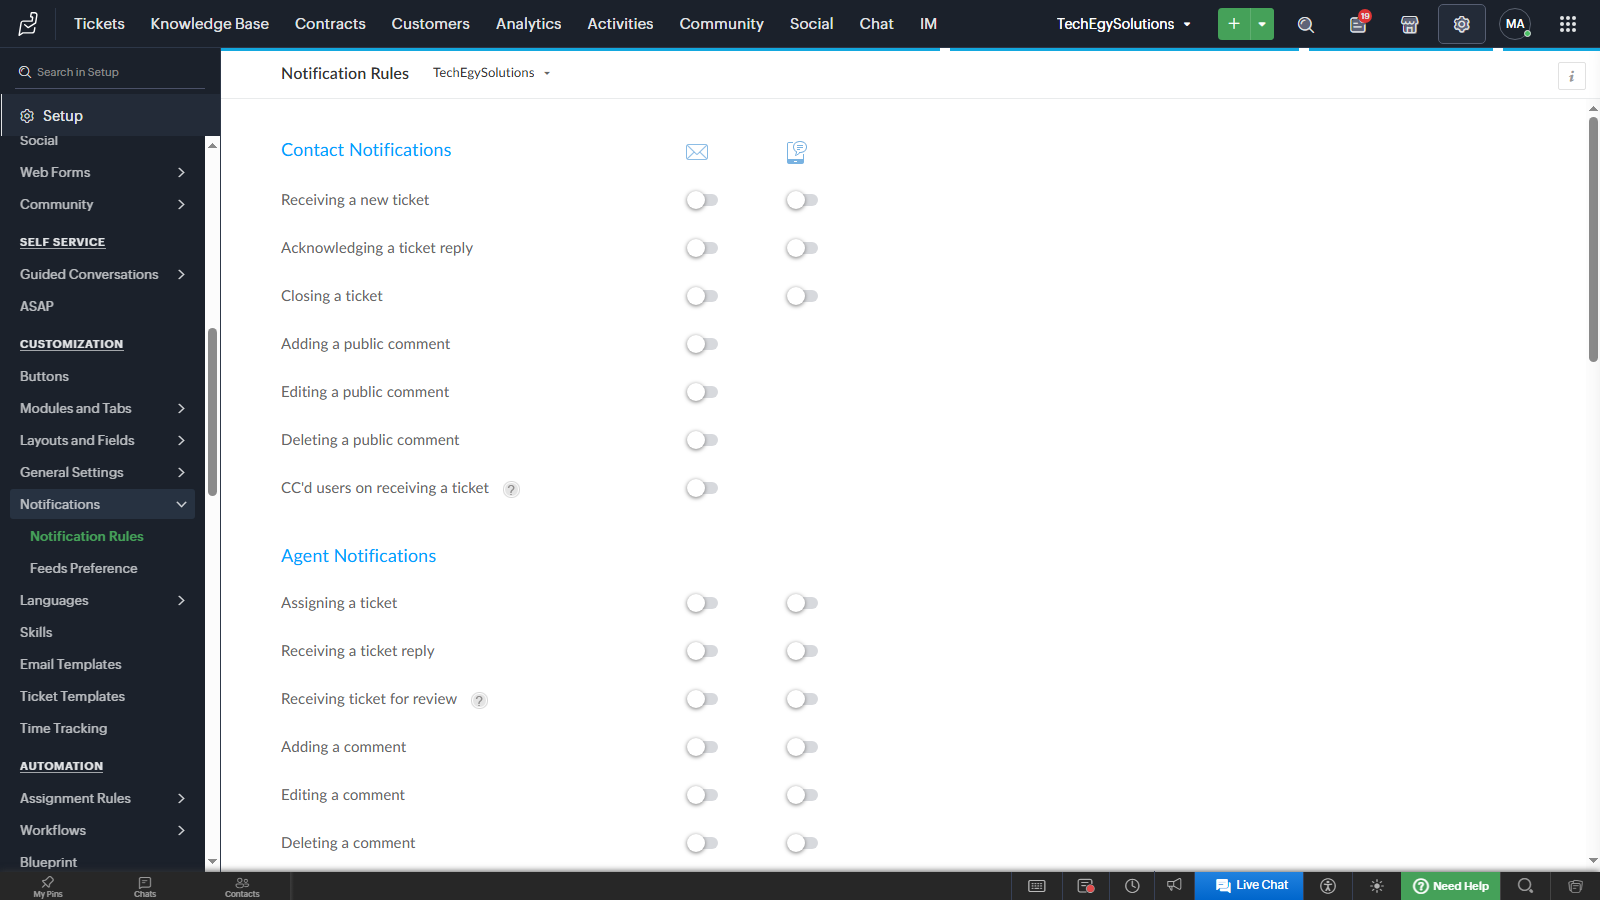 Tickets Knowledge Base Contracts Customers Analytics Activities Community Social Chat IM TechEgySolutions 19 MA
Search in Setup
Notification Rules TechEgySolutions
i
Setup
Social
Web Forms
Community
SELF SERVICE
Guided Conversations
ASAP
CUSTOMIZATION
Buttons
Modules and Tabs
Layouts and Fields
General Settings
Notifications
Notification Rules
Feeds Preference
Languages
Skills
Email Templates
Ticket Templates
Time Tracking
AUTOMATION
Assignment Rules
Workflows
Blueprint
Contact Notifications
Receiving a new ticket
Acknowledging a ticket reply
Closing a ticket
Adding a public comment
Editing a public comment
Deleting a public comment
CC'd users on receiving a ticket ?
Agent Notifications
Assigning a ticket
Receiving a ticket reply
Receiving ticket for review ?
Adding a comment
Editing a comment
Deleting a comment
My Pins Chats Contacts Live Chat Need Help